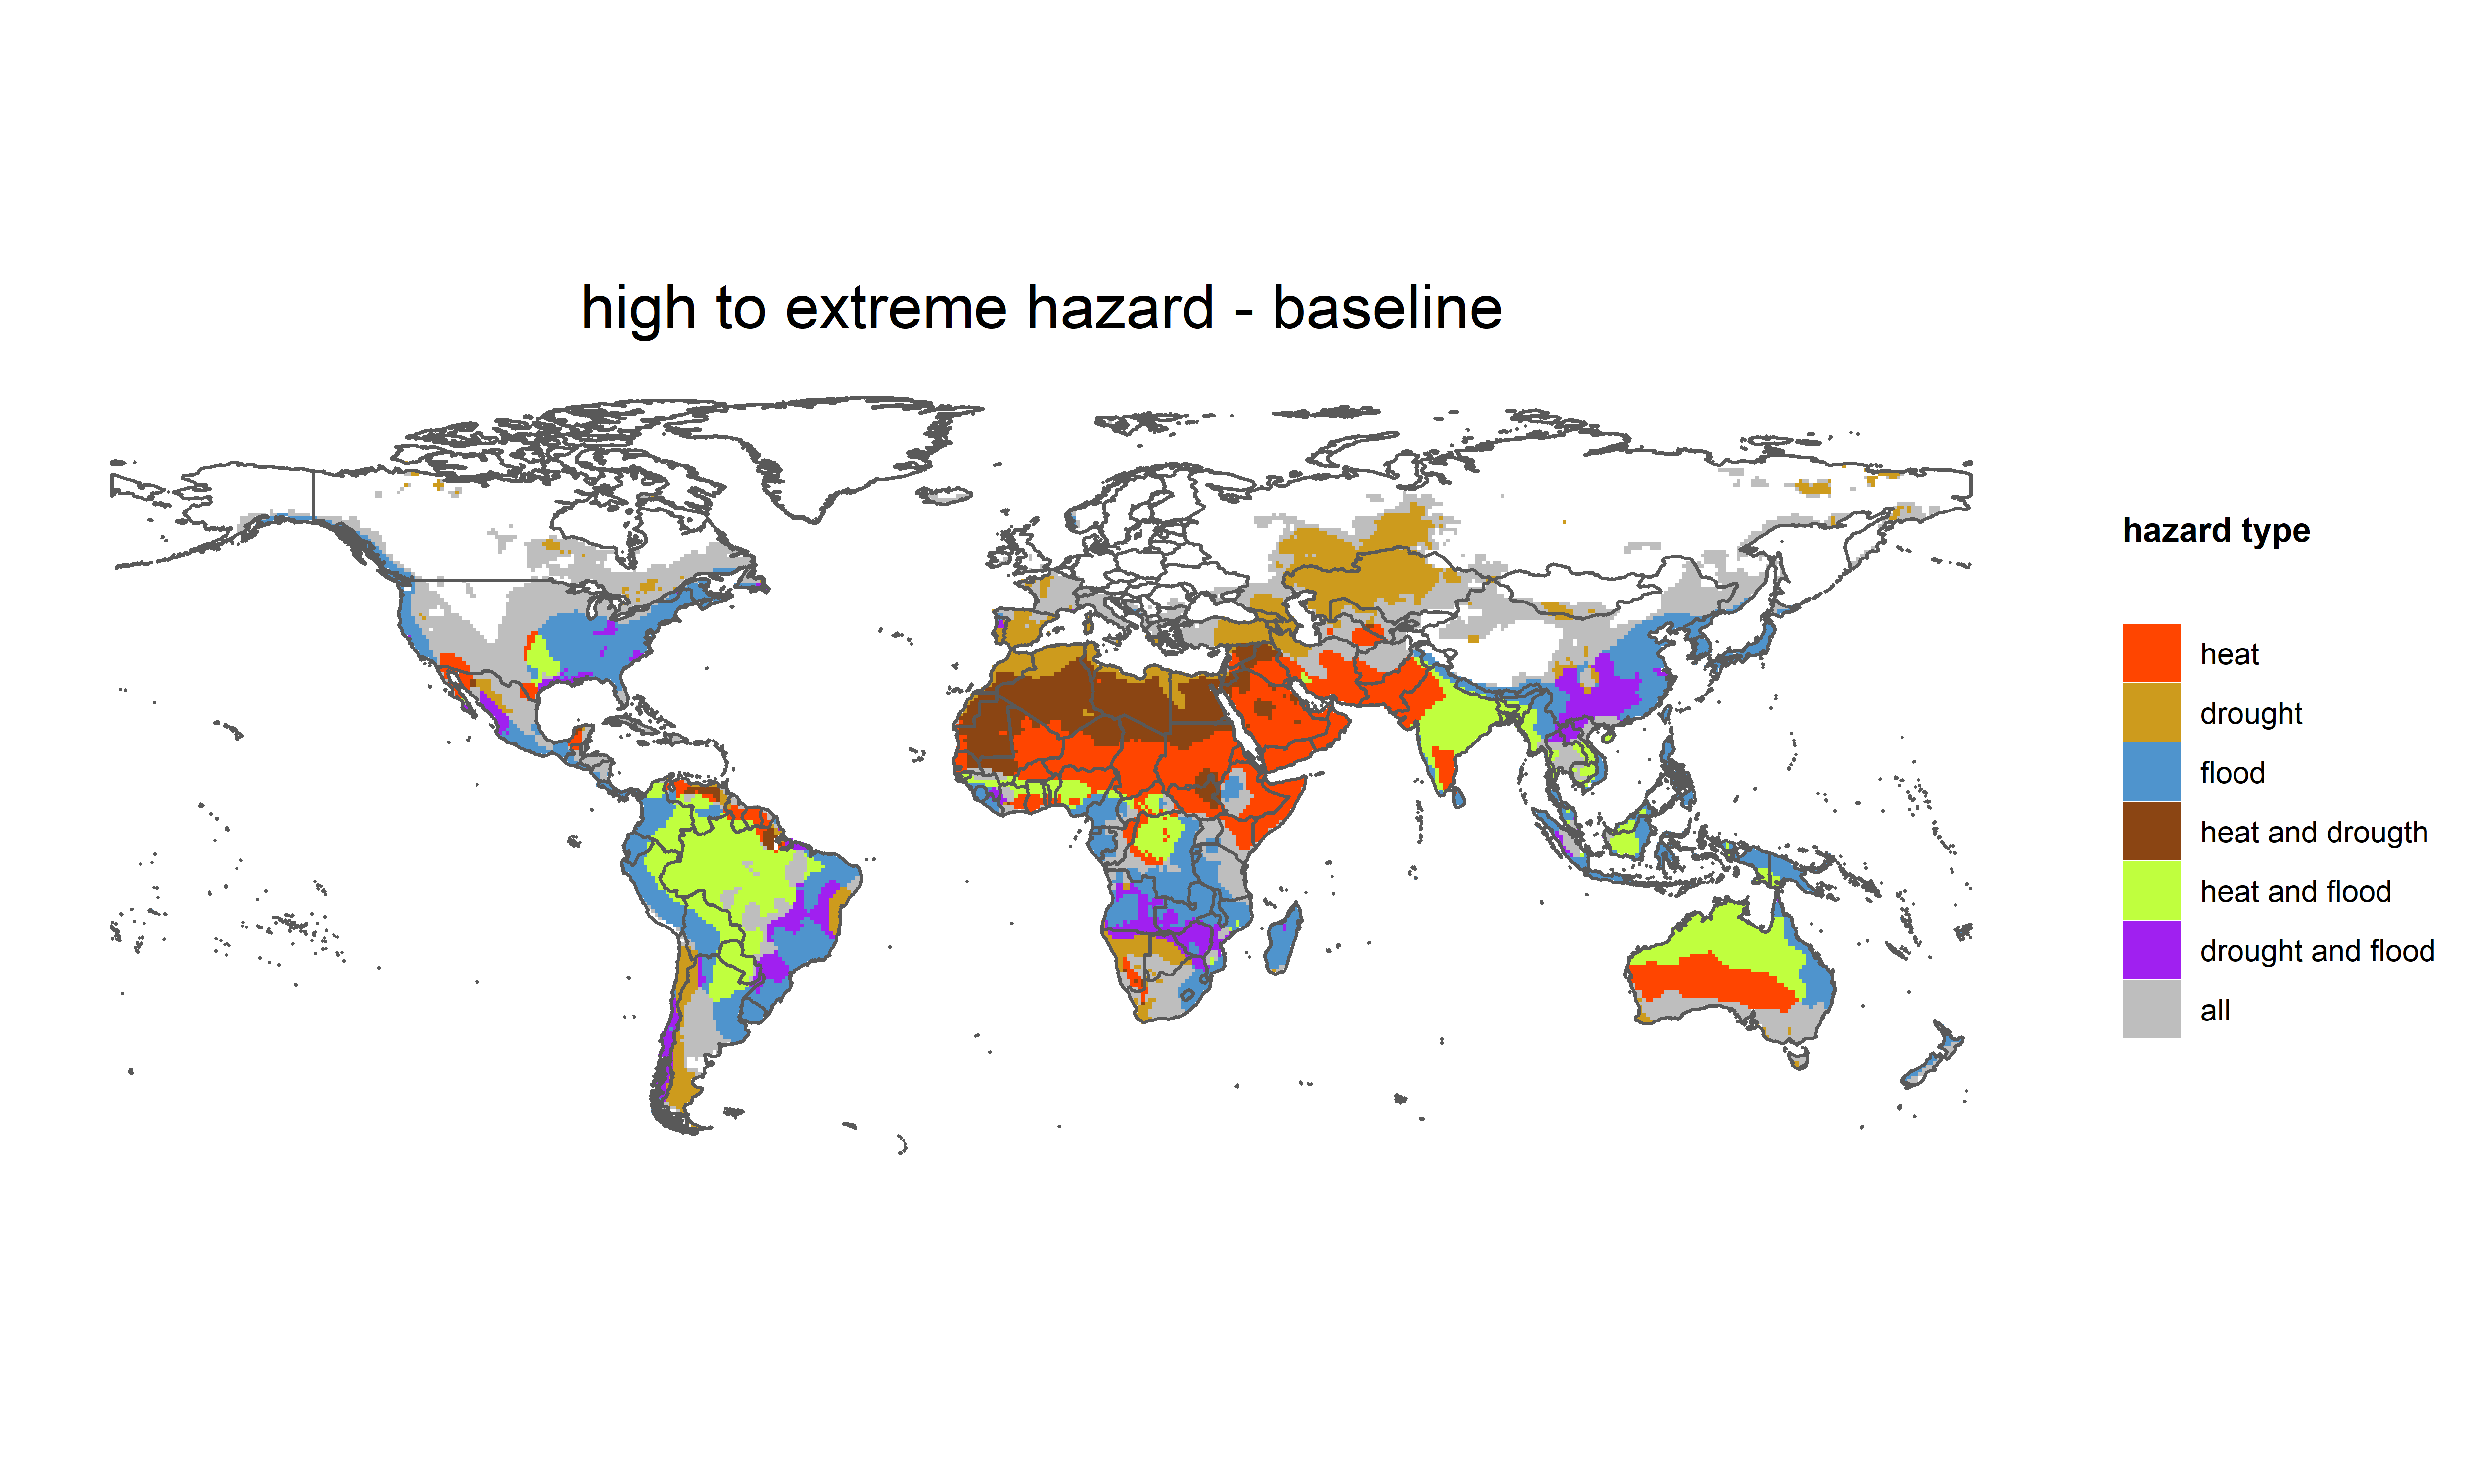 high to extreme hazard - baseline
hazard type
heat
drought
flood
heat and drougth
heat and flood
drought and flood
all